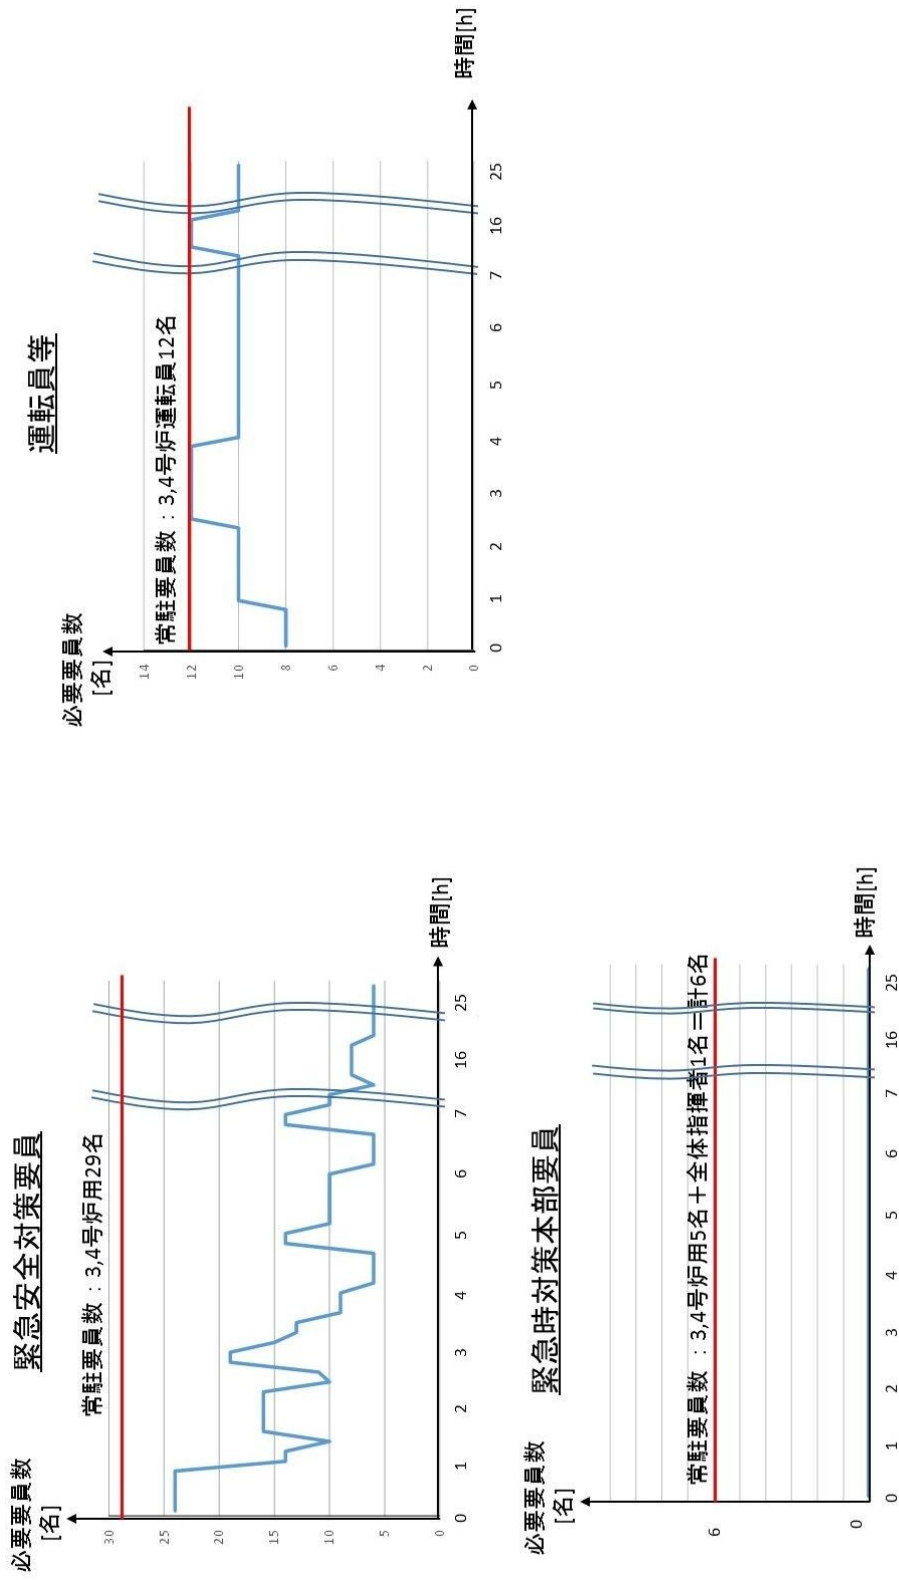 緊急安全対策要員
必要要員数
[名]
常駐要員数：3,4号炉用29名
30
25
20
15
10
5
0
0 1 2 3 4 5 6 7 16 25
時間[h]
運転員等
必要要員数
[名]
常駐要員数：3,4号炉運転員12名
14
12
10
8
6
4
2
0
0 1 2 3 4 5 6 7 16 25
時間[h]
緊急時対策本部要員
必要要員数
[名]
常駐要員数 ：3,4号炉用5名＋全体指揮者1名＝計6名
6
0
0 1 2 3 4 5 6 7 16 25
時間[h]